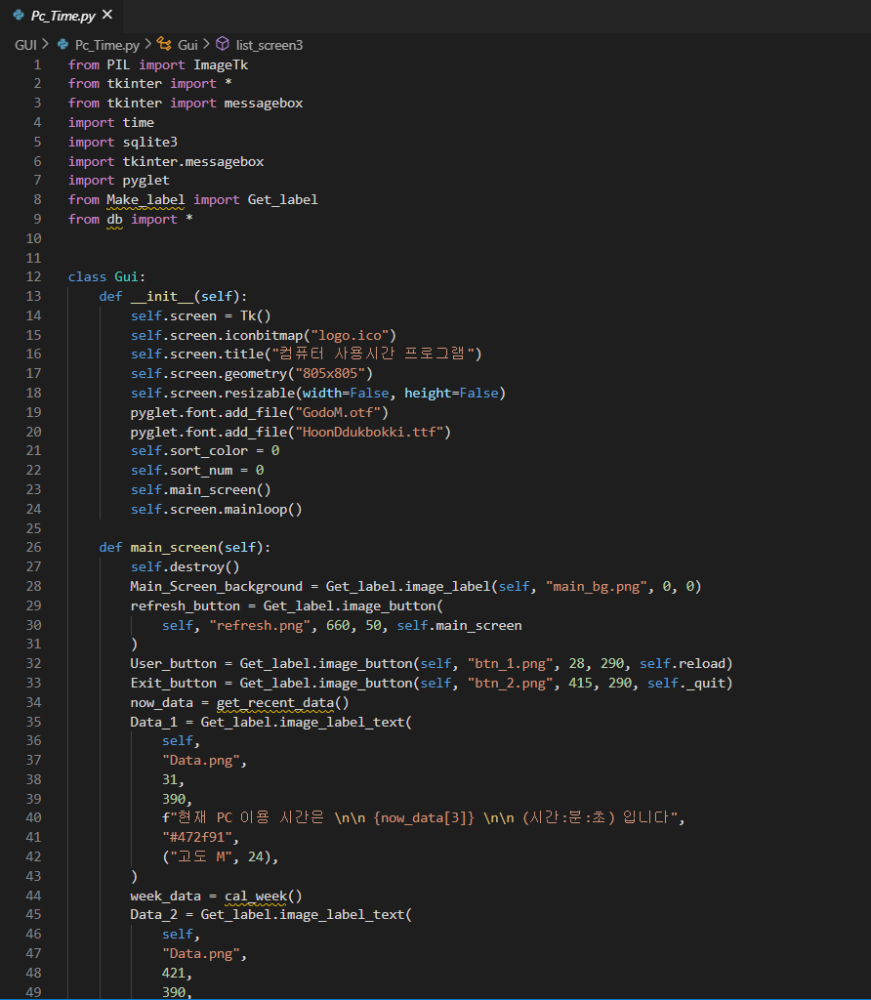 Pc_Time.py ×
GUI > Pc_Time.py > Gui > list_screen3
1 from PIL import ImageTk
2 from tkinter import *
3 from tkinter import messagebox
4 import time
5 import sqlite3
6 import tkinter.messagebox
7 import pyglet
8 from Make_label import Get_label
9 from db import *
10
11
12 class Gui:
13     def __init__(self):
14         self.screen = Tk()
15         self.screen.iconbitmap("logo.ico")
16         self.screen.title("컴퓨터 사용시간 프로그램")
17         self.screen.geometry("805x805")
18         self.screen.resizable(width=False, height=False)
19         pyglet.font.add_file("GodoM.otf")
20         pyglet.font.add_file("HoonDdukbokki.ttf")
21         self.sort_color = 0
22         self.sort_num = 0
23         self.main_screen()
24         self.screen.mainloop()
25
26     def main_screen(self):
27         self.destroy()
28         Main_Screen_background = Get_label.image_label(self, "main_bg.png", 0, 0)
29         refresh_button = Get_label.image_button(
30             self, "refresh.png", 660, 50, self.main_screen
31         )
32         User_button = Get_label.image_button(self, "btn_1.png", 28, 290, self.reload)
33         Exit_button = Get_label.image_button(self, "btn_2.png", 415, 290, self._quit)
34         now_data = get_recent_data()
35         Data_1 = Get_label.image_label_text(
36             self,
37             "Data.png",
38             31,
39             390,
40             f"현재 PC 이용 시간은 \n\n {now_data[3]} \n\n (시간:분:초) 입니다",
41             "#472f91",
42             ("고도 M", 24),
43         )
44         week_data = cal_week()
45         Data_2 = Get_label.image_label_text(
46             self,
47             "Data.png",
48             421,
49             390,